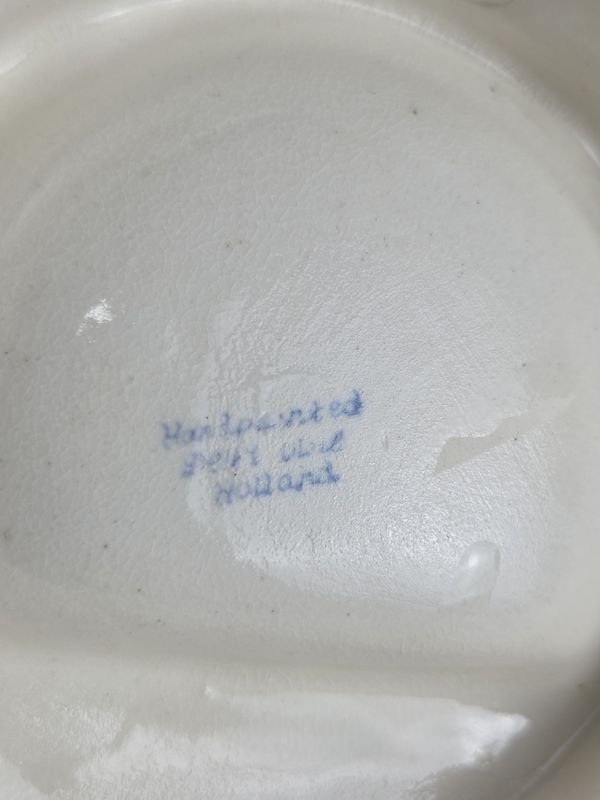 Handpainted
Delft blue
Holland